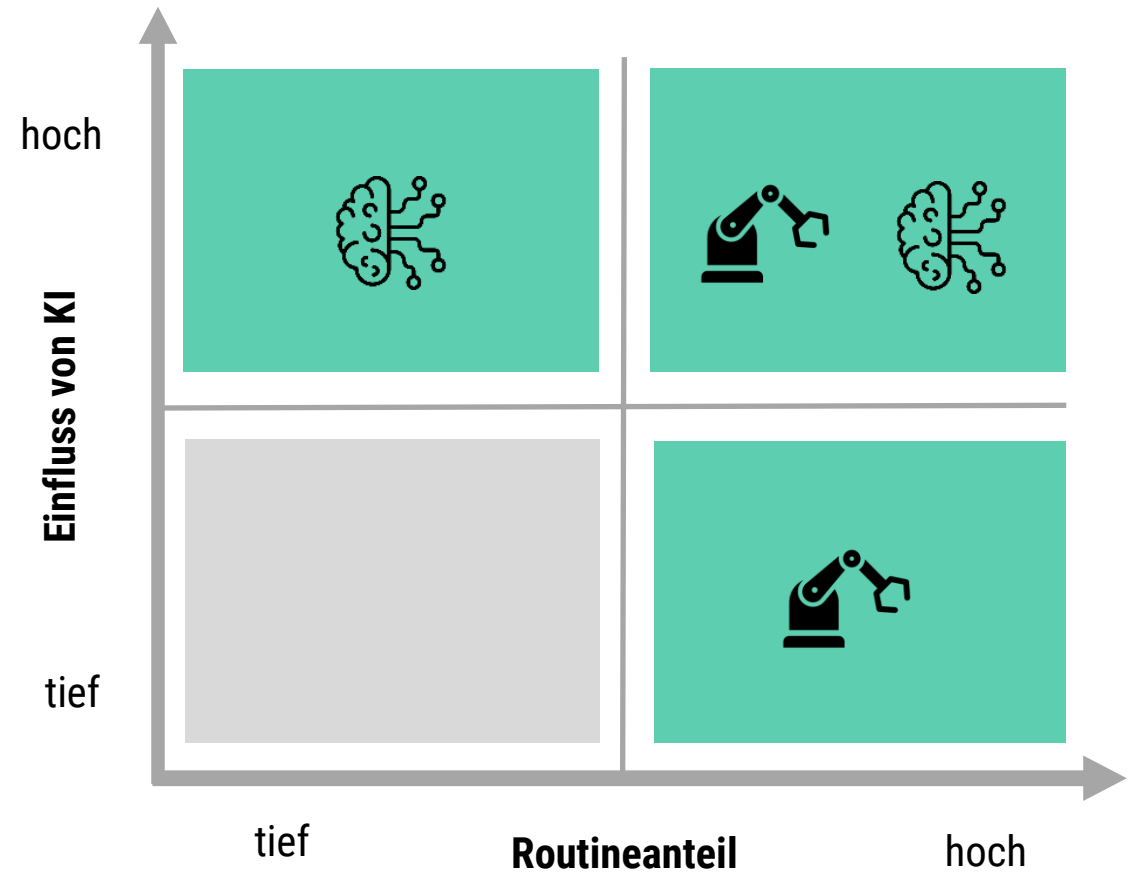 hoch
Einfluss von KI
tief
tief
Routineanteil
hoch